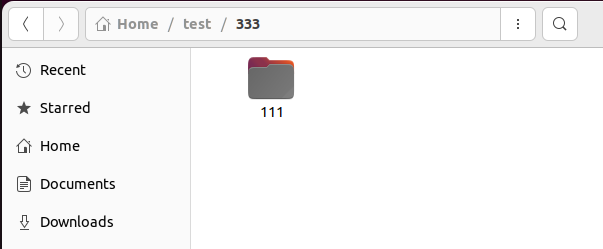 Home / test / 333
Recent
Starred
Home
Documents
Downloads
111